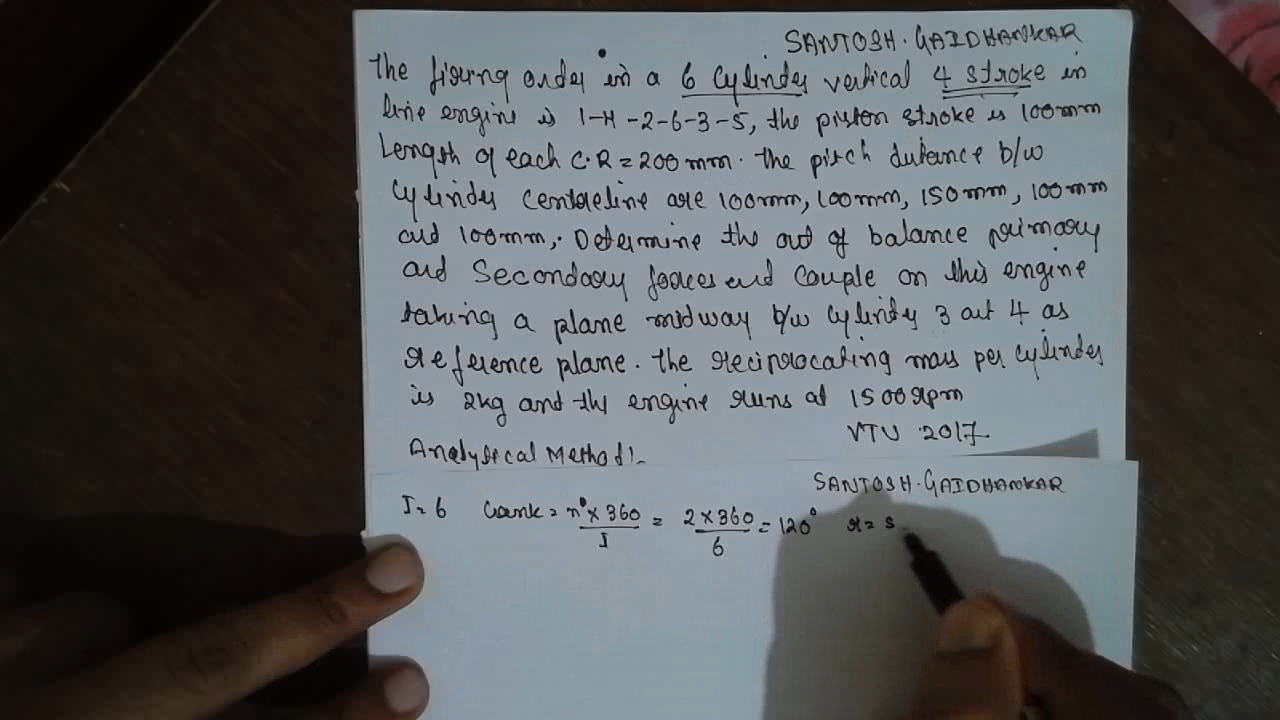 SANTOSH.GAIDHANKAR
The firing order in a 6 Cylinder vertical 4 stroke in
line engine is 1-4-2-6-3-5, the piston stroke is 100mm
Length of each C.R = 200mm. the pitch distance b/w
Cylinder centreline are 100mm, 100mm, 150mm, 100mm
and 100mm,. Determine the out of balance primary
and Secondary forces and Couple on this engine
taking a plane midway b/w Cylinder 3 and 4 as
reference plane. the reciprocating mass per cylinder
is 2kg and the engine runs at 1500rpm
VTU 2017
Analytical Method:-
SANTOSH.GAIDHANKAR
I=6 Crank = n° × 360 / I = 2 × 360 / 6 = 120° r= s